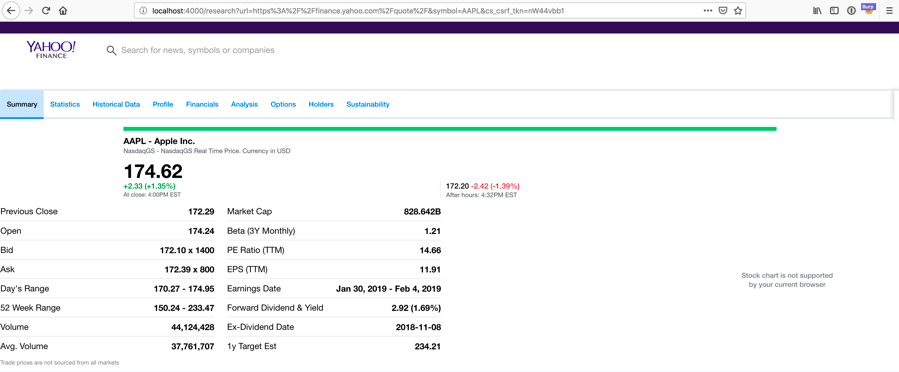 localhost:4000/research?url=https%3A%2F%2Ffinance.yahoo.com%2Fquote%2F&symbol=AAPL&cs_csrf_tkn=nW44vbb1
Burp
YAHOO!
FINANCE
Search for news, symbols or companies
Summary Statistics Historical Data Profile Financials Analysis Options Holders Sustainability
AAPL - Apple Inc.
NasdaqGS - NasdaqGS Real Time Price. Currency in USD
174.62
+2.33 (+1.35%) 172.20 -2.42 (-1.39%)
At close: 4:00PM EST After hours: 4:32PM EST
Previous Close 172.29 Market Cap 828.642B
Open 174.24 Beta (3Y Monthly) 1.21
Bid 172.10 x 1400 PE Ratio (TTM) 14.66
Ask 172.39 x 800 EPS (TTM) 11.91
Day's Range 170.27 - 174.95 Earnings Date Jan 30, 2019 - Feb 4, 2019
52 Week Range 150.24 - 233.47 Forward Dividend & Yield 2.92 (1.69%)
Volume 44,124,428 Ex-Dividend Date 2018-11-08
Avg. Volume 37,761,707 1y Target Est 234.21
Stock chart is not supported
by your current browser
Trade prices are not sourced from all markets